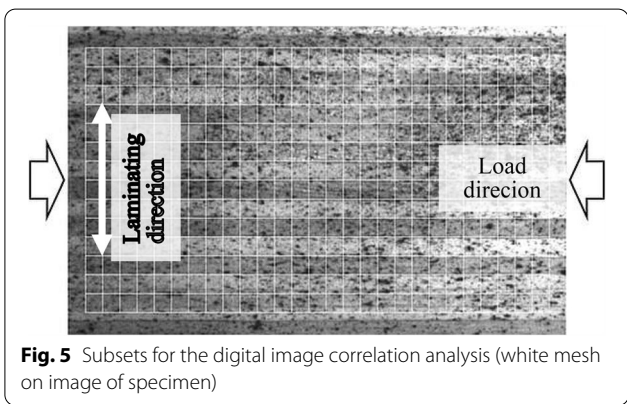 Laminating
direction
Load
direcion
Fig. 5 Subsets for the digital image correlation analysis (white mesh
on image of specimen)